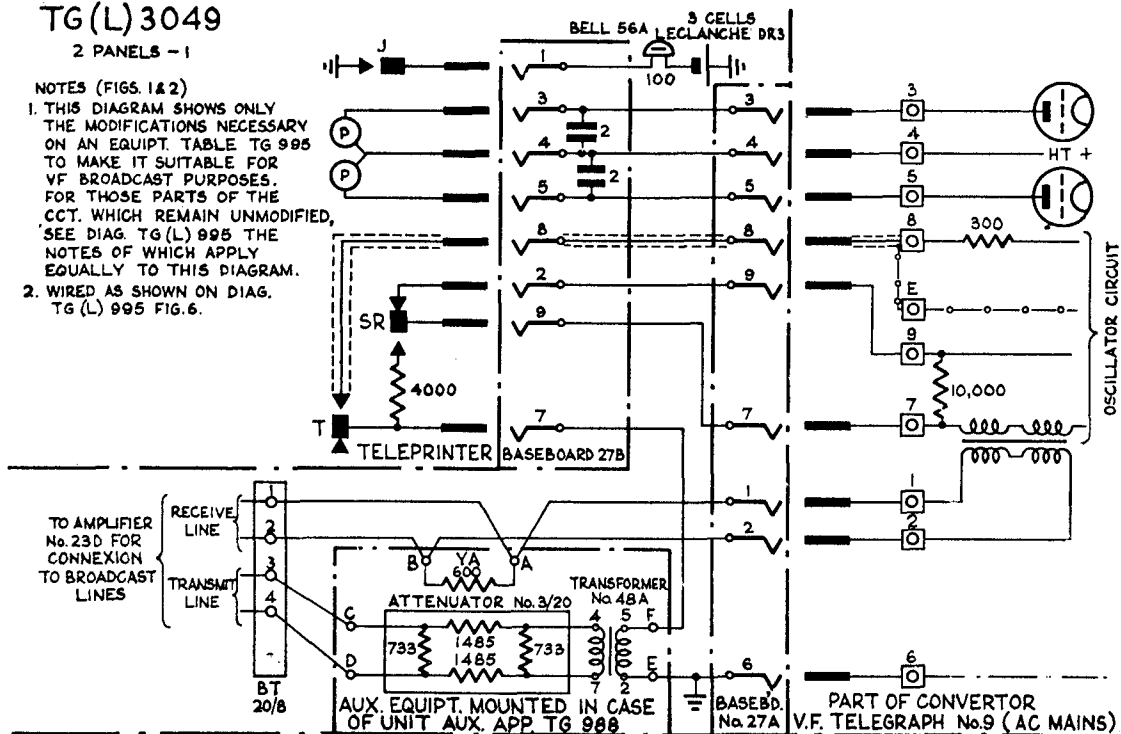 TG(L)3049
2 PANELS - 1
NOTES (FIGS. 1&2)
1. THIS DIAGRAM SHOWS ONLY
THE MODIFICATIONS NECESSARY
ON AN EQUIPT. TABLE TG 995
TO MAKE IT SUITABLE FOR
VF BROADCAST PURPOSES.
FOR THOSE PARTS OF THE
CCT. WHICH REMAIN UNMODIFIED,
SEE DIAG. TG(L) 995 THE
NOTES OF WHICH APPLY
EQUALLY TO THIS DIAGRAM.
2. WIRED AS SHOWN ON DIAG.
TG(L) 995 FIG.6.
J
BELL 56A
3 CELLS
LECLANCHE DR3
1
100
P
P
3
4
5
8
2
9
7
2
2
3
4
5
8
9
7
1
2
6
3
4
5
8
E
9
7
1
2
6
HT +
300
10,000
OSCILLATOR CIRCUIT
SR
4000
T
TELEPRINTER
BASEBOARD 27B
TO AMPLIFIER
No. 23D FOR
CONNEXION
TO BROADCAST
LINES
RECEIVE
LINE
TRANSMIT
LINE
1
2
3
4
BT
20/8
B
YA
600
A
ATTENUATOR No. 3/20
TRANSFORMER
No. 48A
C
D
733
1485
1485
733
4
5
F
7
2
E
AUX. EQUIPT. MOUNTED IN CASE
OF UNIT AUX. APP. TG 988
BASEB'D.
No. 27A
PART OF CONVERTOR
V.F. TELEGRAPH No.9 (AC MAINS)